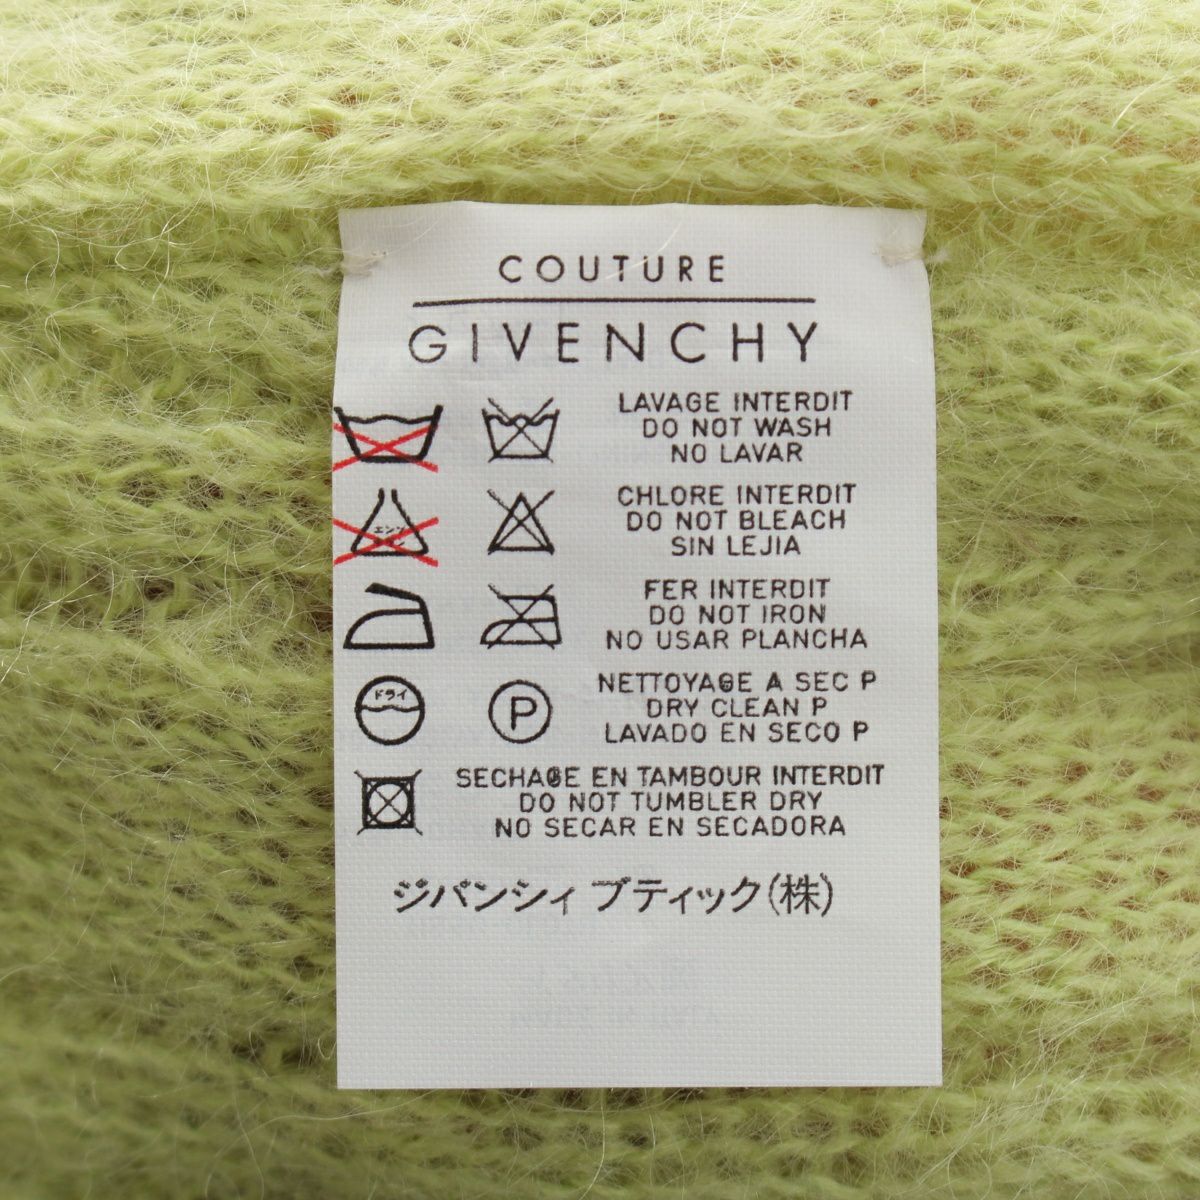 COUTURE
GIVENCHY
LAVAGE INTERDIT
DO NOT WASH
NO LAVAR
エンソ
CHLORE INTERDIT
DO NOT BLEACH
SIN LEJIA
FER INTERDIT
DO NOT IRON
NO USAR PLANCHA
ドライ
P
NETTOYAGE A SEC P
DRY CLEAN P
LAVADO EN SECO P
SECHAGE EN TAMBOUR INTERDIT
DO NOT TUMBLER DRY
NO SECAR EN SECADORA
ジバンシィ ブティック(株)